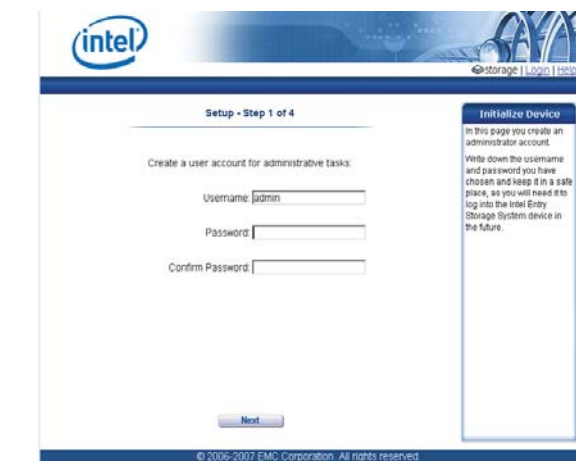 intel
storage | Login | Help
Setup - Step 1 of 4
Create a user account for administrative tasks:
Username: admin
Password:
Confirm Password:
Next
Initialize Device
In this page you create an
administrator account.
Write down the username
and password you have
chosen and keep it in a safe
place, as you will need it to
log into the Intel Entry
Storage System device in
the future.
© 2006-2007 EMC Corporation. All rights reserved